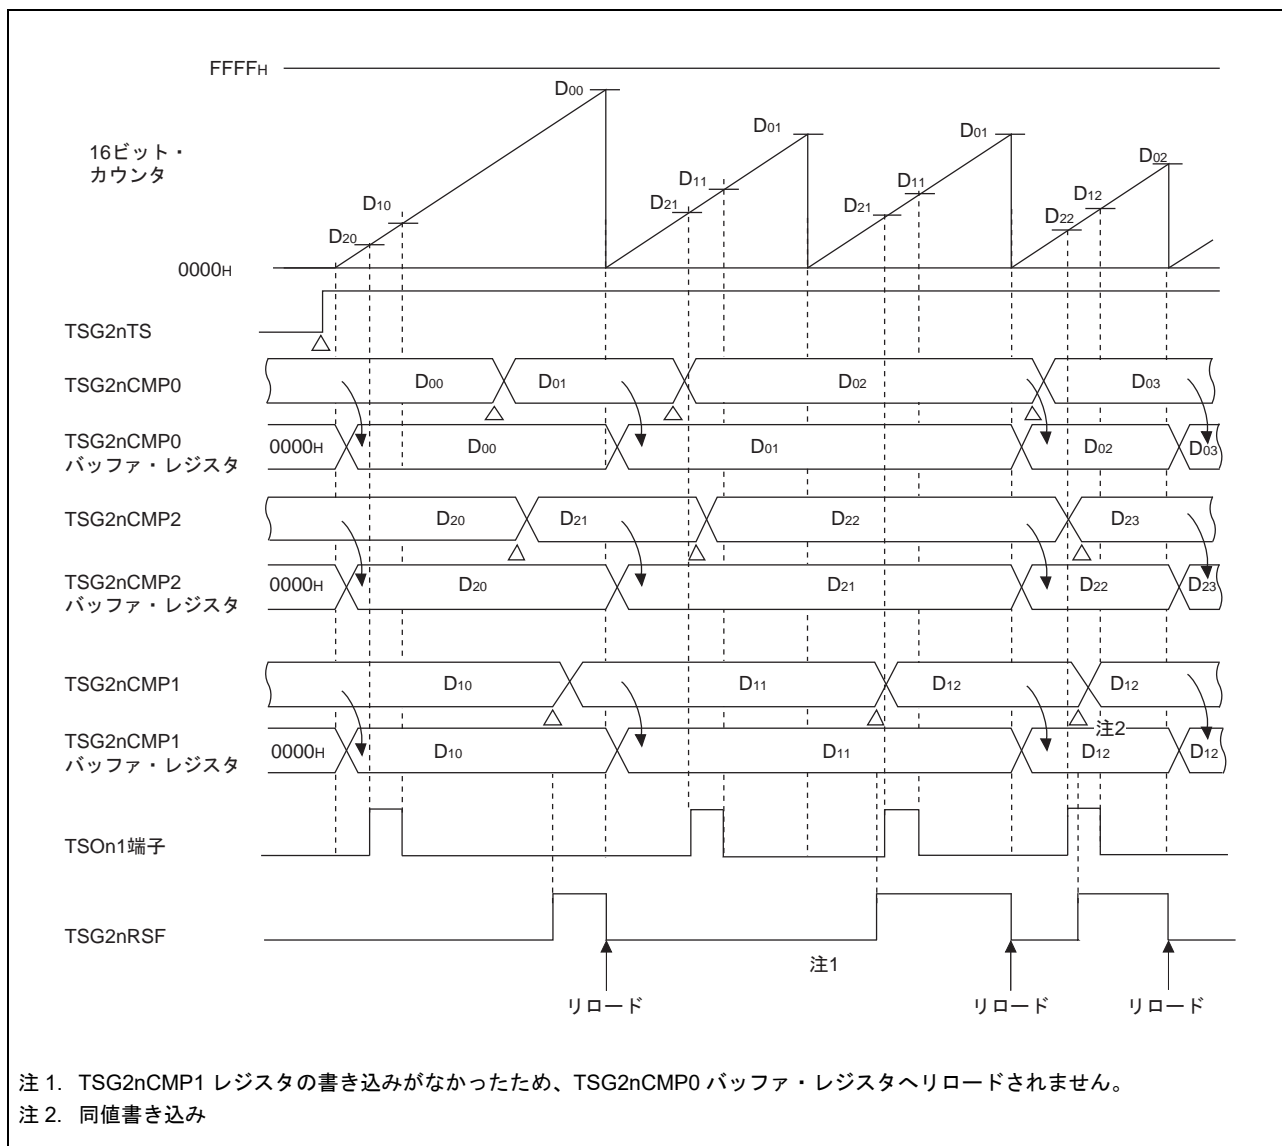 FFFFH
D00
D01
D01
D02
16ビット・
カウンタ
D11
D11
D12
D10
D21
D21
D22
D20
0000H
TSG2nTS
TSG2nCMP0
D00
D01
D02
D03
TSG2nCMP0
バッファ・レジスタ
0000H
D00
D01
D02
D03
TSG2nCMP2
D20
D21
D22
D23
TSG2nCMP2
バッファ・レジスタ
0000H
D20
D21
D22
D23
TSG2nCMP1
D10
D11
D12
D12
注2
TSG2nCMP1
バッファ・レジスタ
0000H
D10
D11
D12
D12
TSOn1端子
TSG2nRSF
注1
リロード
リロード
リロード
注 1. TSG2nCMP1 レジスタの書き込みがなかったため、TSG2nCMP0 バッファ・レジスタへリロードされません。
注 2. 同値書き込み